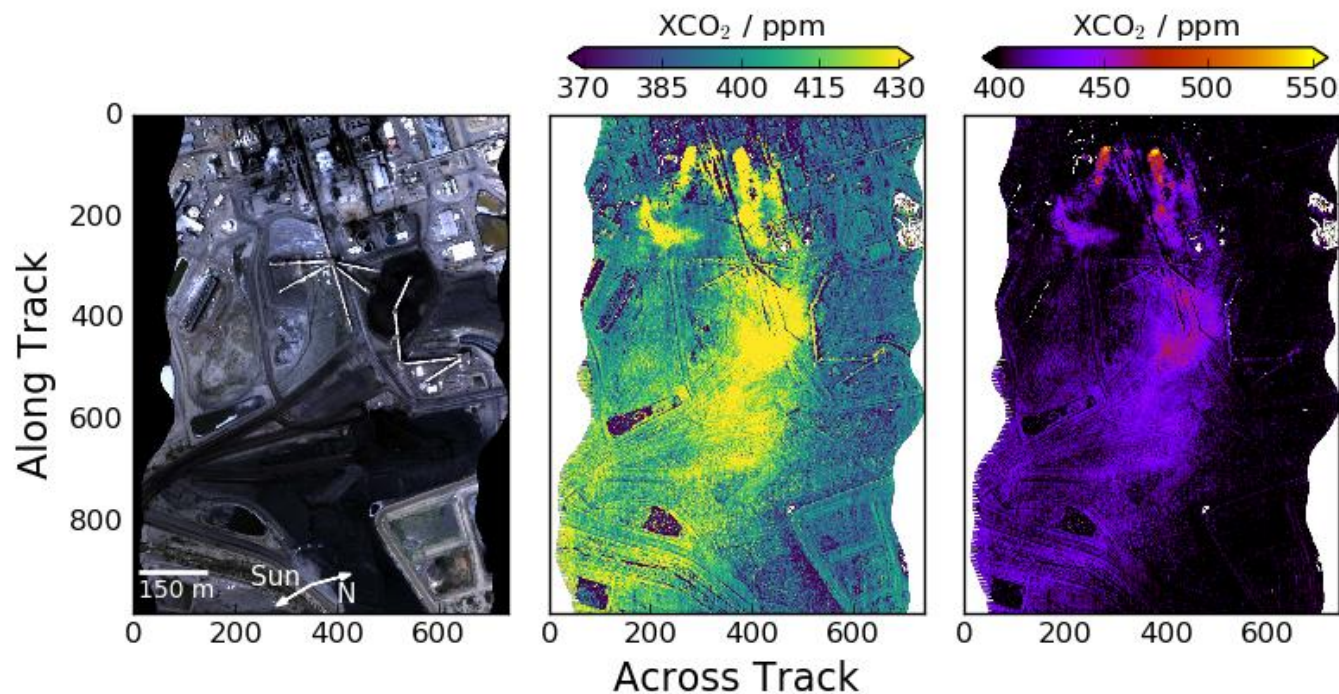 XCO₂ / ppm
XCO₂ / ppm
370 385 400 415 430
400 450 500 550
0
200
400
600
800
Along Track
150 m
Sun
N
0 200 400 600
0 200 400 600
0 200 400 600
Across Track